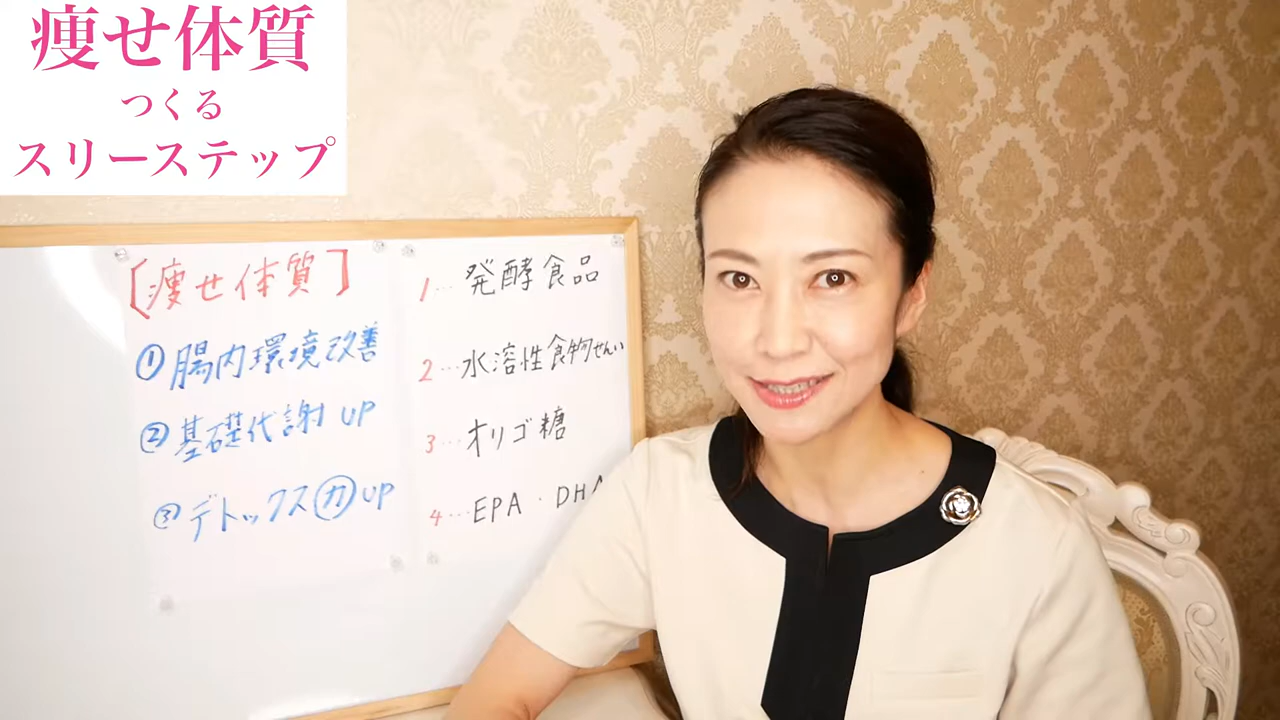 痩せ体質
つくる
スリーステップ
[痩せ体質]
①腸内環境改善
②基礎代謝 UP
③デトックス力 UP
1…発酵食品
2…水溶性食物せんい
3…オリゴ糖
4…EPA・DHA